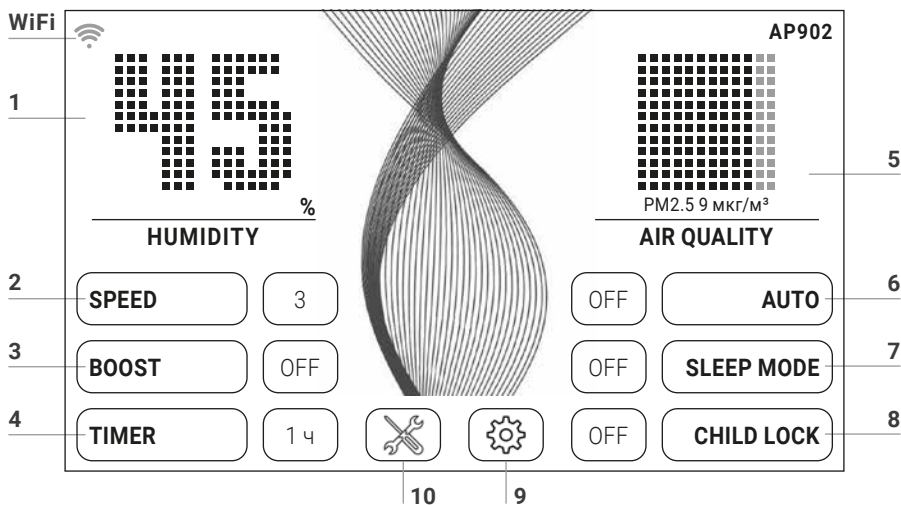 WiFi
AP902
1
45
%
HUMIDITY
5
PM2.5 9 мкг/м³
AIR QUALITY
2
SPEED
3
OFF
AUTO
6
3
BOOST
OFF
OFF
SLEEP MODE
7
4
TIMER
1 ч
OFF
CHILD LOCK
8
10
9